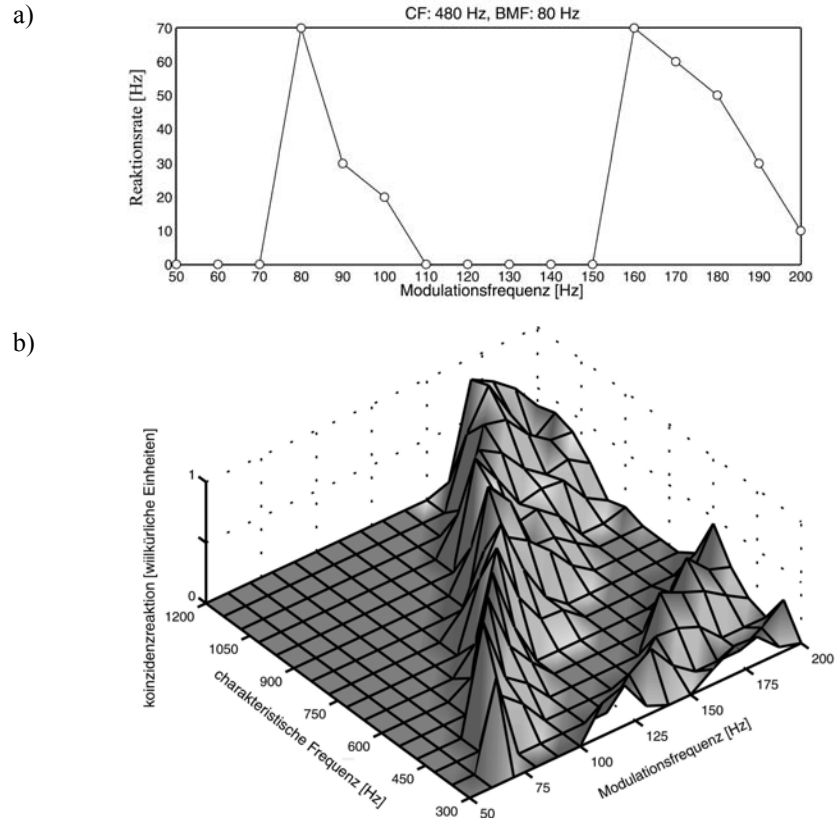 a)
CF: 480 Hz, BMF: 80 Hz
Reaktionsrate [Hz]
70
60
50
40
30
20
10
0
50 60 70 80 90 100 110 120 130 140 150 160 170 180 190 200
Modulationsfrequenz [Hz]
b)
koinzidenzreaktion [wiilkürliche Einheiten]
1
0
1200
1050
900
750
600
450
300
charakteristische Frequenz [Hz]
50
75
100
125
150
175
200
Modulationsfrequenz [Hz]